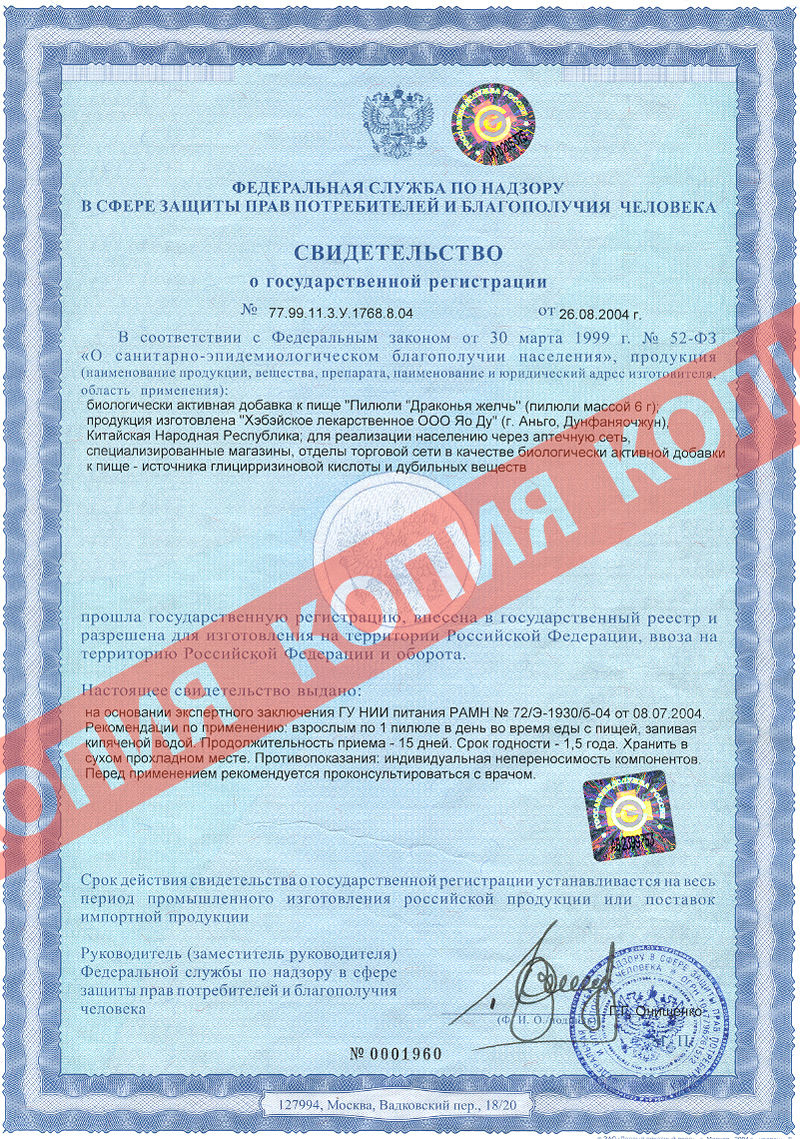 ФЕДЕРАЛЬНАЯ СЛУЖБА ПО НАДЗОРУ
В СФЕРЕ ЗАЩИТЫ ПРАВ ПОТРЕБИТЕЛЕЙ И БЛАГОПОЛУЧИЯ ЧЕЛОВЕКА
СВИДЕТЕЛЬСТВО
о государственной регистрации
№ 77.99.11.3.У.1768.8.04 от 26.08.2004 г.
В соответствии с Федеральным законом от 30 марта 1999 г. № 52-ФЗ
«О санитарно-эпидемиологическом благополучии населения», продукция
(наименование продукции, вещества, препарата, наименование и юридический адрес изготовителя,
область применения):
биологически активная добавка к пище "Пилюли "Драконья желчь" (пилюли массой 6 г);
продукция изготовлена "Хэбэйское лекарственное ООО Яо Ду" (г. Аньго, Дунфаняочжун),
Китайская Народная Республика; для реализации населению через аптечную сеть,
специализированные магазины, отделы торговой сети в качестве биологически активной добавки
к пище - источника глицирризиновой кислоты и дубильных веществ
КОПИЯ КОПИЯ КОПИЯ
прошла государственную регистрацию, внесена в государственный реестр и
разрешена для изготовления на территории Российской Федерации, ввоза на
территорию Российской Федерации и оборота.
Настоящее свидетельство выдано:
на основании экспертного заключения ГУ НИИ питания РАМН № 72/Э-1930/б-04 от 08.07.2004.
Рекомендации по применению: взрослым по 1 пилюле в день во время еды с пищей, запивая
кипяченой водой. Продолжительность приема - 15 дней. Срок годности - 1,5 года. Хранить в
сухом прохладном месте. Противопоказания: индивидуальная непереносимость компонентов.
Перед применением рекомендуется проконсультироваться с врачом.
Срок действия свидетельства о государственной регистрации устанавливается на весь
период промышленного изготовления российской продукции или поставок
импортной продукции
Руководитель (заместитель руководителя)
Федеральной службы по надзору в сфере
защиты прав потребителей и благополучия
человека
Г.Г. Онищенко
(Ф. И. О./подпись)
М. П.
№ 0001960
127994, Москва, Вадковский пер., 18/20